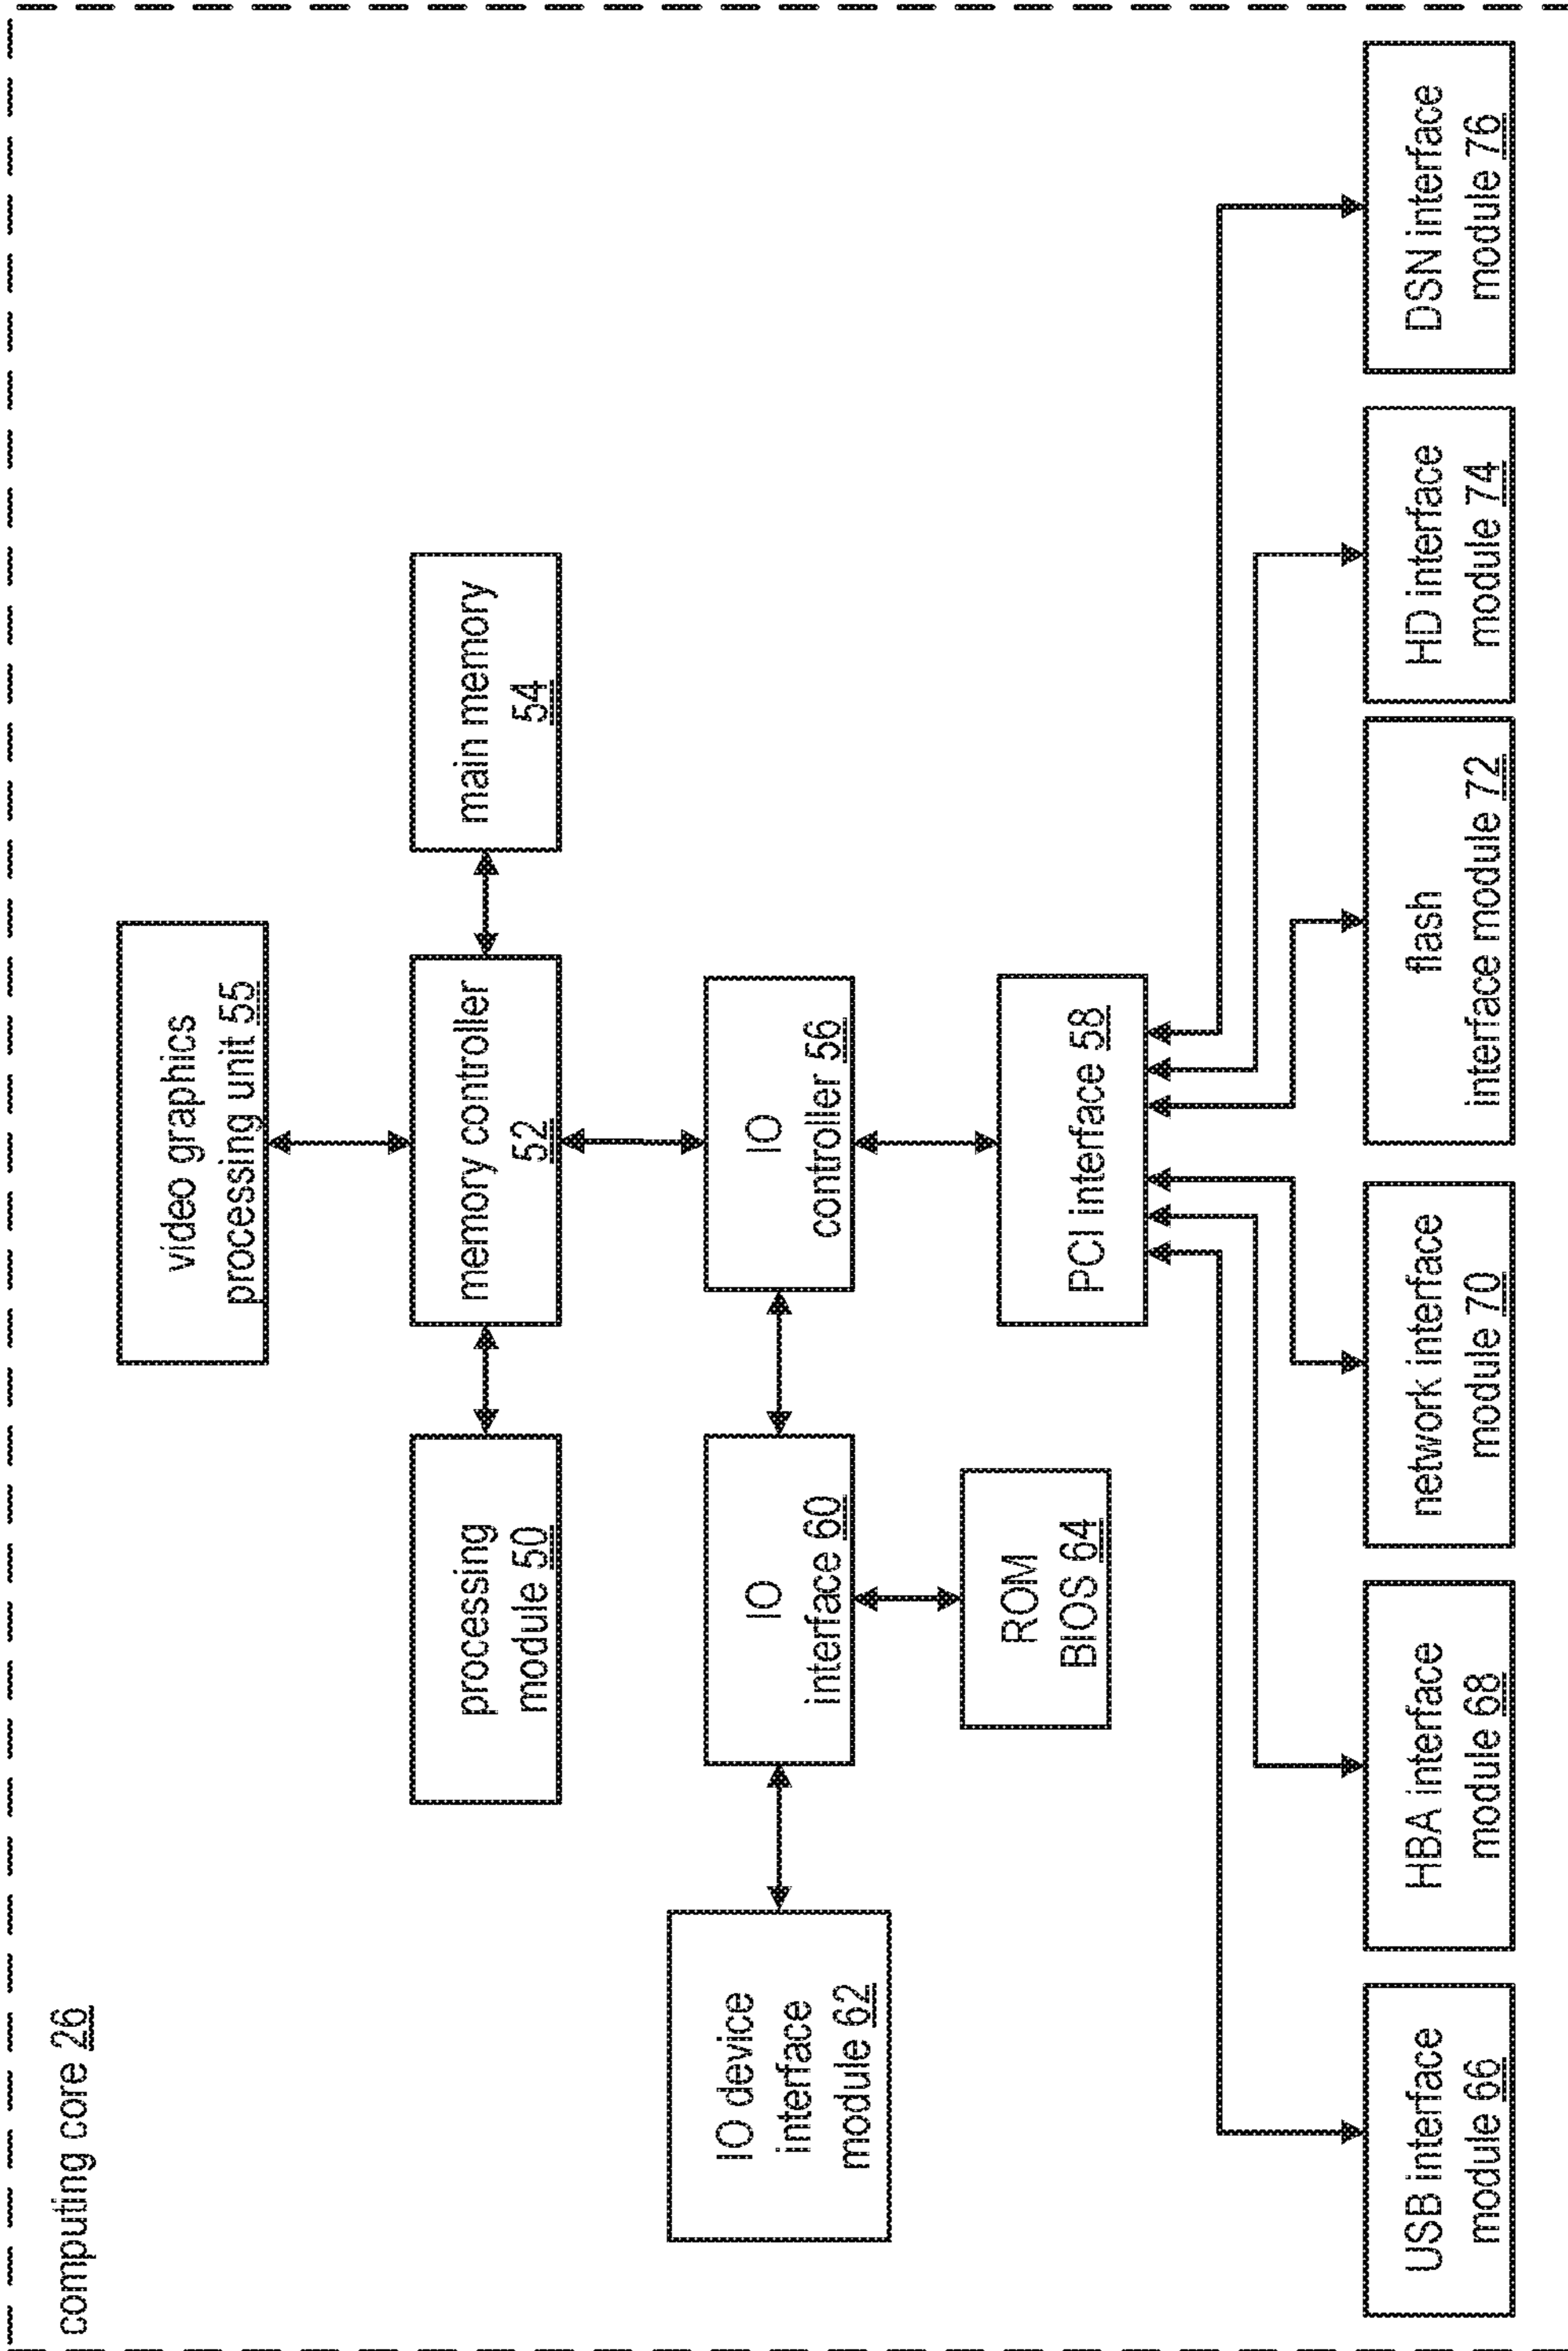 computing core 26
video graphics
processing unit 55
processing
module 50
memory controller
52
main memory
54
IO device
interface
module 62
IO
interface 60
IO
controller 56
ROM
BIOS 64
PCI interface 58
USB interface
module 66
HBA interface
module 68
network interface
module 70
flash
interface module 72
HD interface
module 74
DSN interface
module 76